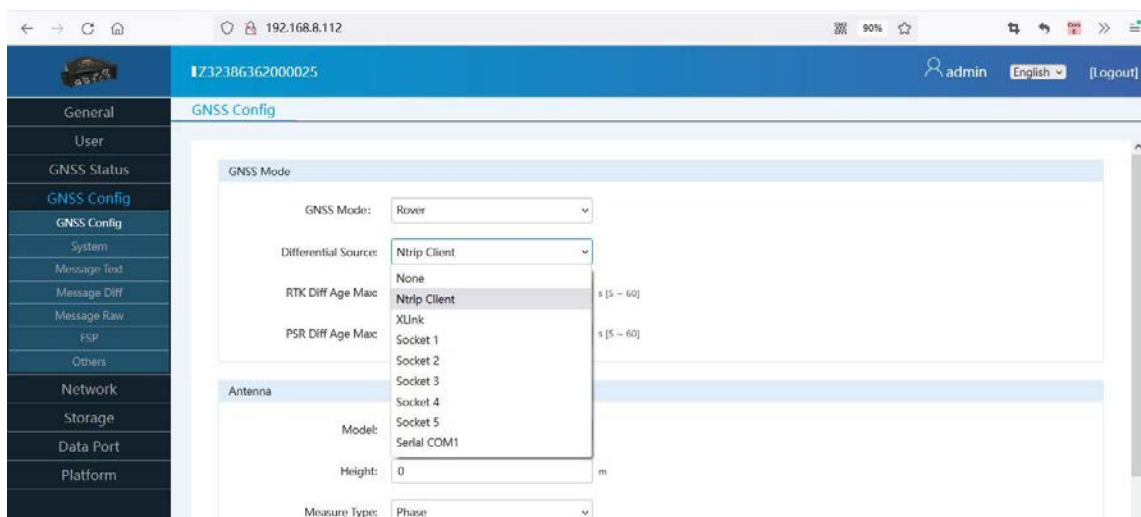 192.168.8.112
90%
IZ32386362000025
admin
English
[Logout]
General
User
GNSS Status
GNSS Config
GNSS Config
System
Message Text
Message Diff
Message Raw
FSP
Others
Network
Storage
Data Port
Platform
GNSS Config
GNSS Mode
GNSS Mode: Rover
Differential Source: Ntrip Client
None
Ntrip Client
XLink
Socket 1
Socket 2
Socket 3
Socket 4
Socket 5
Serial COM1
RTK Diff Age Max: s [5 ~ 60]
PSR Diff Age Max: s [5 ~ 60]
Antenna
Model:
Height: 0 m
Measure Type: Phase